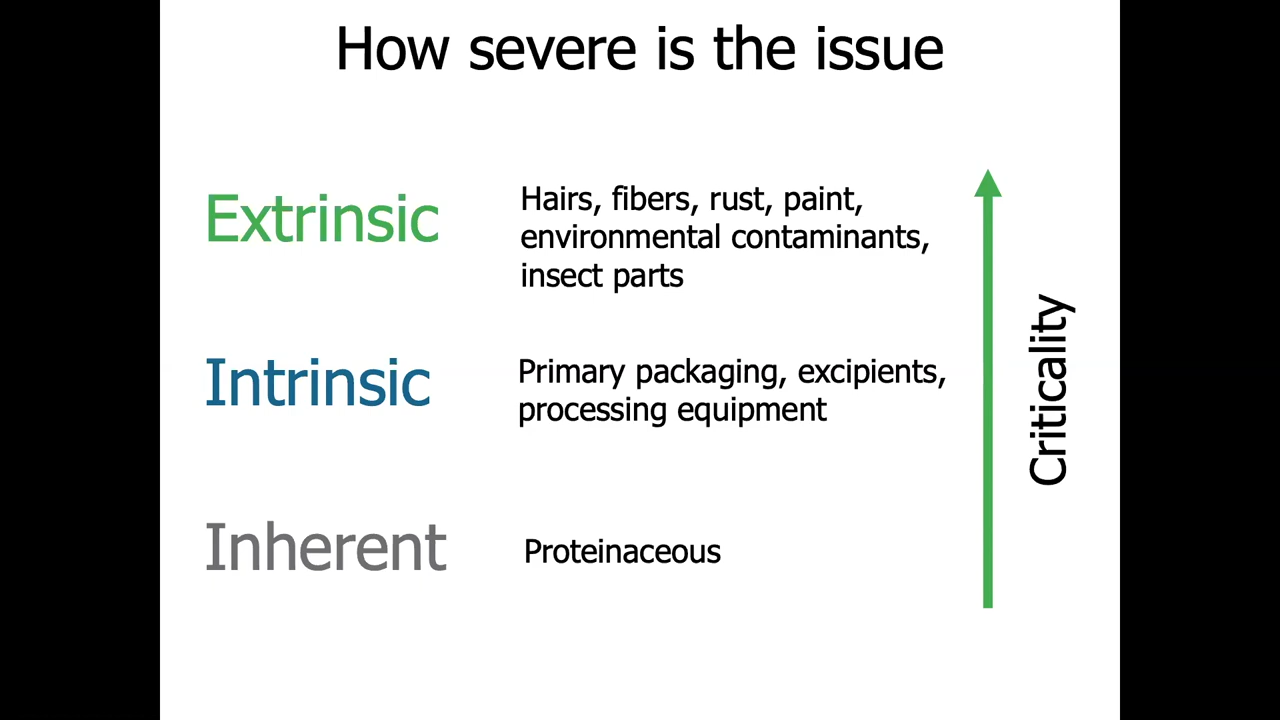 How severe is the issue
Extrinsic
Hairs, fibers, rust, paint,
environmental contaminants,
insect parts
Intrinsic
Primary packaging, excipients,
processing equipment
Inherent
Proteinaceous
Criticality